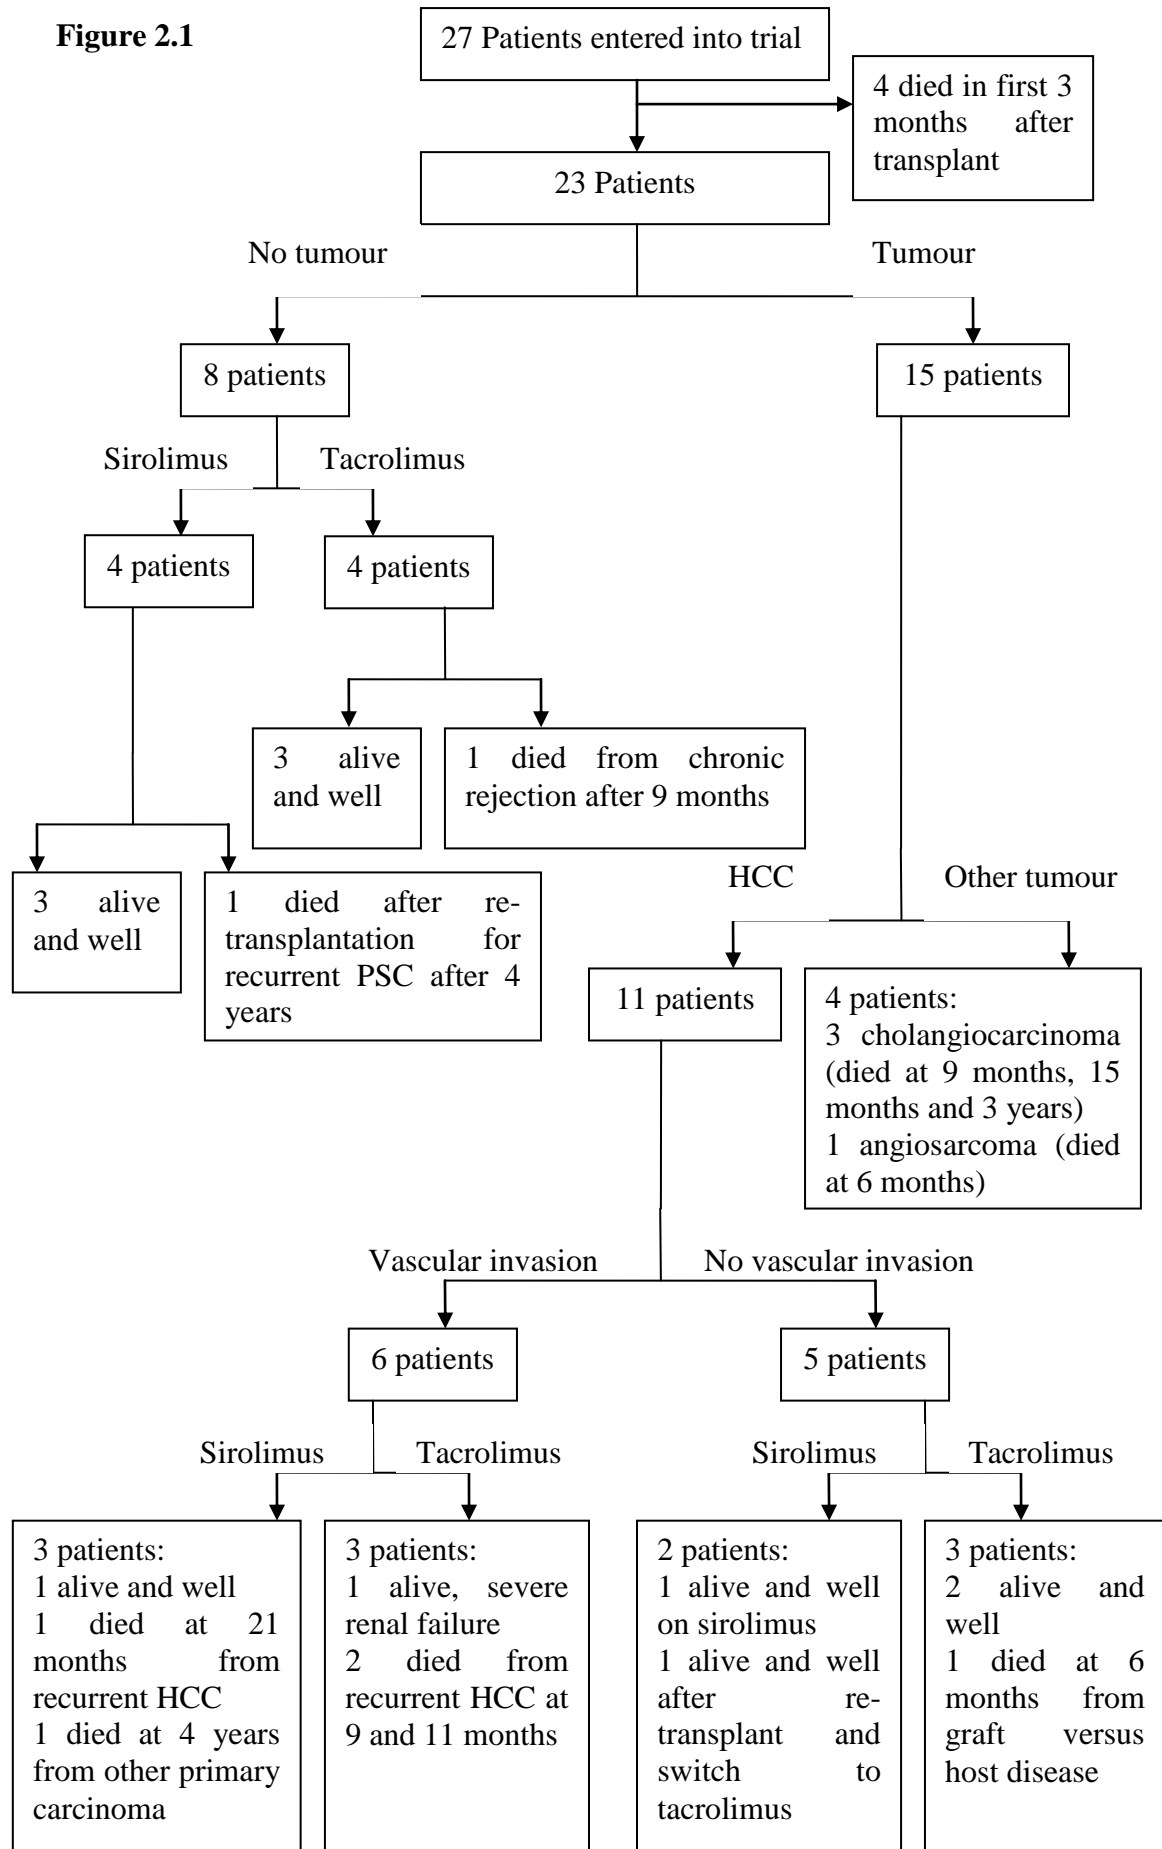 Figure 2.1
27 Patients entered into trial
4 died in first 3
months after
transplant
23 Patients
No tumour
Tumour
8 patients
15 patients
Sirolimus
Tacrolimus
4 patients
4 patients
3 alive
and well
1 died from chronic
rejection after 9 months
3 alive
and well
1 died after re-
transplantation for
recurrent PSC after 4
years
HCC
Other tumour
11 patients
4 patients:
3 cholangiocarcinoma
(died at 9 months, 15
months and 3 years)
1 angiosarcoma (died
at 6 months)
Vascular invasion
No vascular invasion
6 patients
5 patients
Sirolimus
Tacrolimus
Sirolimus
Tacrolimus
3 patients:
1 alive and well
1 died at 21
months from
recurrent HCC
1 died at 4 years
from other primary
carcinoma
3 patients:
1 alive, severe
renal failure
2 died from
recurrent HCC at
9 and 11 months
2 patients:
1 alive and well
on sirolimus
1 alive and well
after re-
transplant and
switch to
tacrolimus
3 patients:
2 alive and
well
1 died at 6
months from
graft versus
host disease